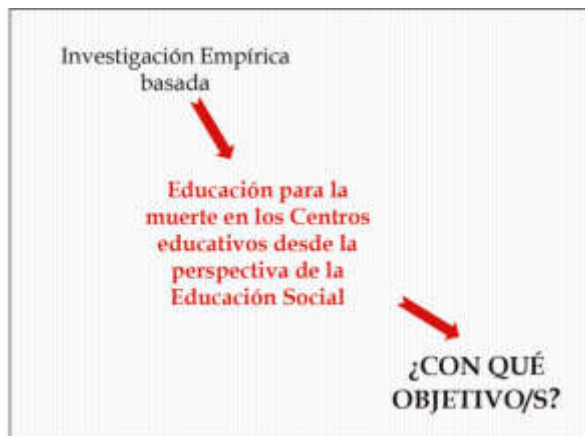 Investigación Empírica
basada
Educación para la
muerte en los Centros
educativos desde la
perspectiva de la
Educación Social
¿CON QUÉ
OBJETIVO/S?